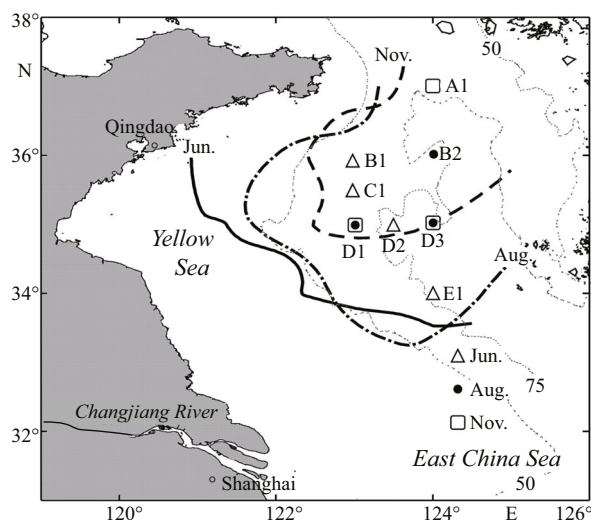 38°
50
Nov.
N
A1
Qingdao
Jun.
36°
B1
B2
C1
Yellow
Sea
D1
D2
D3
Aug.
34°
E1
Jun.
75
Aug.
Changjiang River
Nov.
32°
East China Sea
Shanghai
50
120°
122°
124°
E
126°